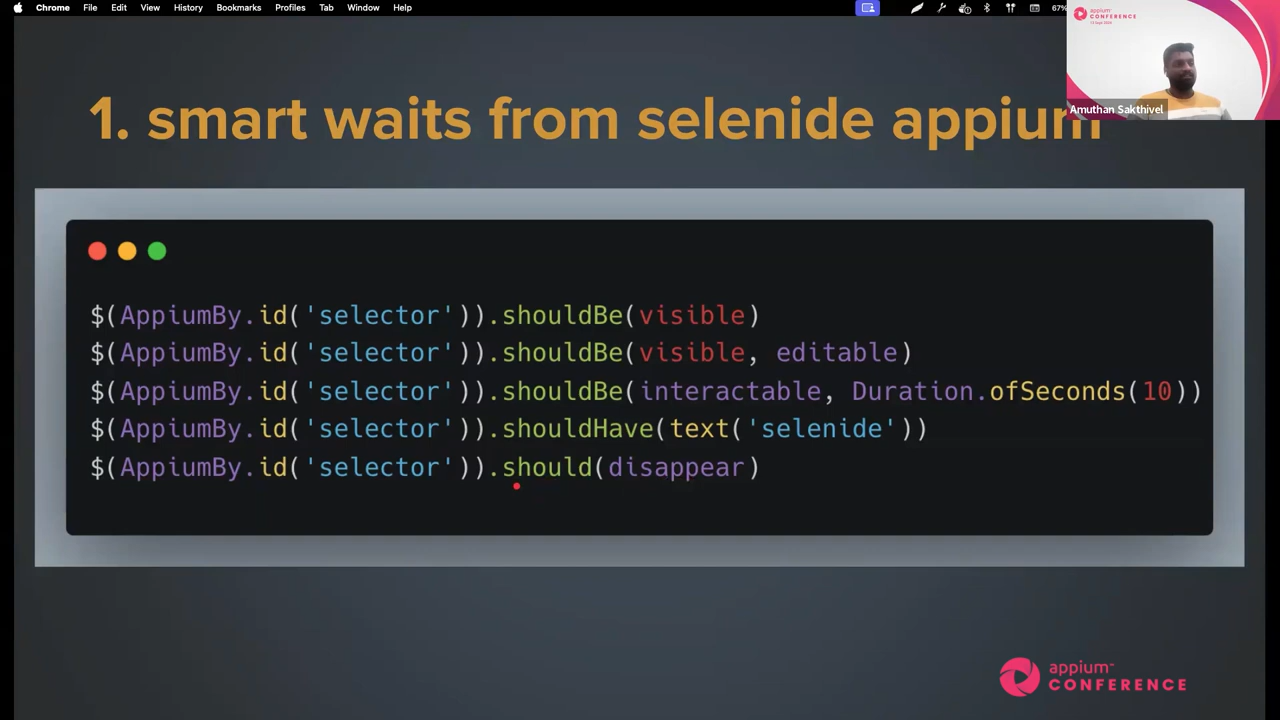 Chrome File Edit View History Bookmarks Profiles Tab Window Help 67%
appium
CONFERENCE
Amuthan Sakthivel
1. smart waits from selenide appium
$(AppiumBy.id('selector')).shouldBe(visible)
$(AppiumBy.id('selector')).shouldBe(visible, editable)
$(AppiumBy.id('selector')).shouldBe(interactable, Duration.ofSeconds(10))
$(AppiumBy.id('selector')).shouldHave(text('selenide'))
$(AppiumBy.id('selector')).should(disappear)
appium™
CONFERENCE